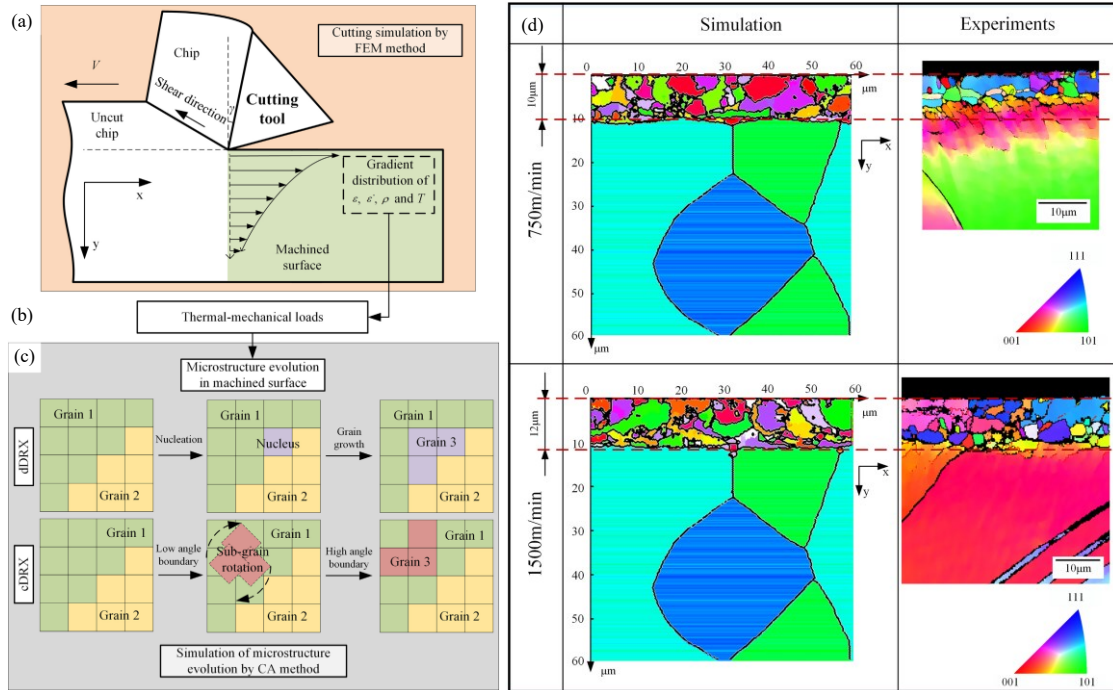 (a)
Cutting simulation by
FEM method
Chip
V
Shear direction
Cutting
tool
Uncut
chip
Gradient
distribution of
ε, ε̇, ρ and T
x
y
Machined
surface
(b)
Thermal-mechanical loads
(c)
Microstructure evolution
in machined surface
dDRX
Grain 1
Grain 2
Nucleation
Grain 1
Nucleus
Grain 2
Grain
growth
Grain 1
Grain 3
Grain 2
cDRX
Grain 1
Grain 2
Low angle
boundary
Grain 1
Sub-grain
rotation
Grain 2
High angle
boundary
Grain 1
Grain 3
Grain 2
Simulation of microstructure
evolution by CA method
(d)
Simulation
Experiments
750m/min
10μm
0 10 20 30 40 50 60
μm
10
20
30
40
50
60
μm
x
y
10μm
111
001
101
1500m/min
12μm
0 10 20 30 40 50 60
μm
10
20
30
40
50
60
μm
x
y
10μm
111
001
101